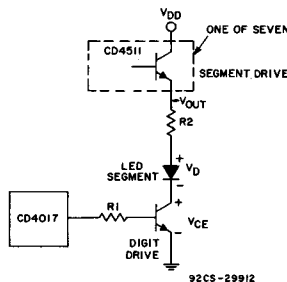 VDD
ONE OF SEVEN
CD4511
SEGMENT DRIVE
VOUT
R2
+
LED
SEGMENT
VD
-
+
R1
CD4017
VCE
DIGIT
DRIVE
-
92CS-29912